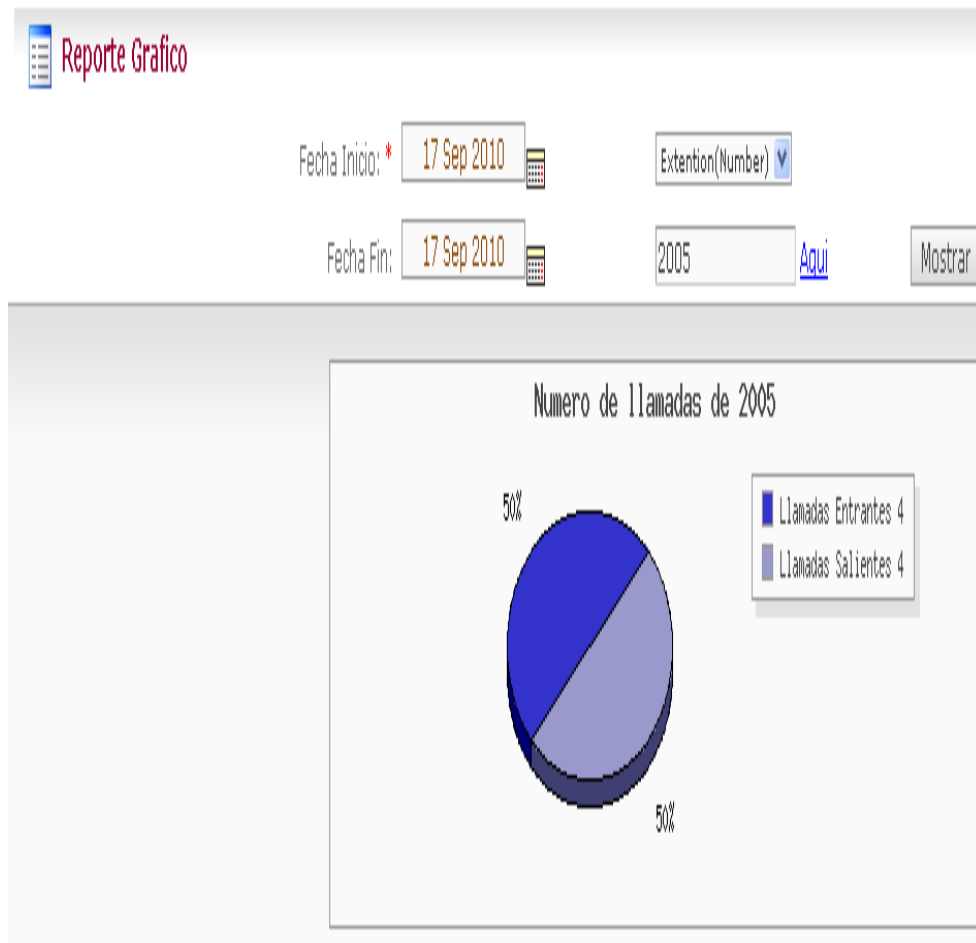 Reporte Grafico
Fecha Inicio: * 17 Sep 2010 Extention(Number)
Fecha Fin: 17 Sep 2010 2005 Aqui Mostrar
Numero de llamadas de 2005
50%
Llamadas Entrantes 4
Llamadas Salientes 4
50%